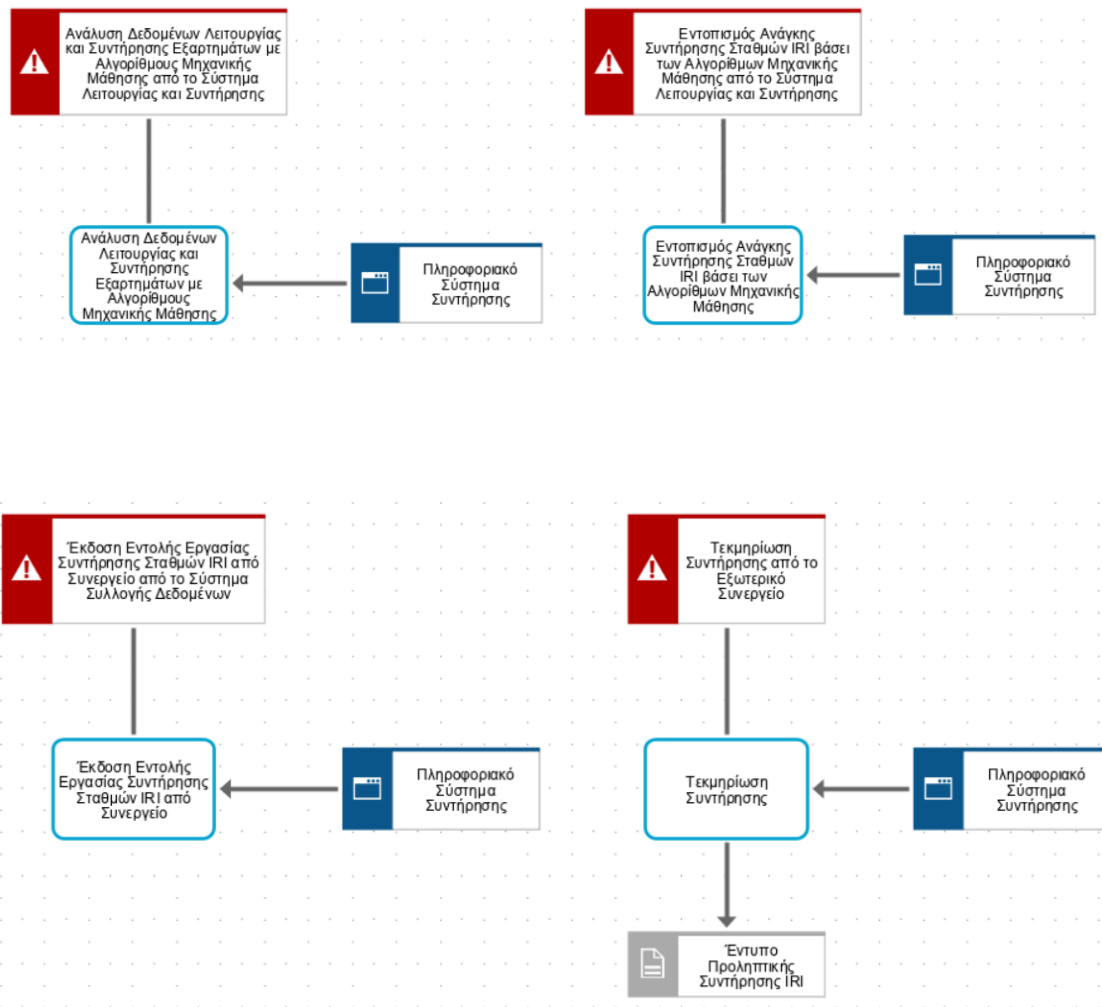 Ανάλυση Δεδομένων Λειτουργίας
και Συντήρησης Εξαρτημάτων με
Αλγορίθμους Μηχανικής
Μάθησης από το Σύστημα
Λειτουργίας και Συντήρησης
Εντοπισμός Ανάγκης
Συντήρησης Σταθμών IRI βάσει
των Αλγορίθμων Μηχανικής
Μάθησης από το Σύστημα
Λειτουργίας και Συντήρησης
Ανάλυση Δεδομένων
Λειτουργίας και
Συντήρησης
Εξαρτημάτων με
Αλγορίθμους
Μηχανικής Μάθησης
Πληροφοριακό
Σύστημα
Συντήρησης
Εντοπισμός Ανάγκης
Συντήρησης Σταθμών
IRI βάσει των
Αλγορίθμων Μηχανικής
Μάθησης
Πληροφοριακό
Σύστημα
Συντήρησης
Έκδοση Εντολής Εργασίας
Συντήρησης Σταθμών IRI από
Συνεργείο από το Σύστημα
Συλλογής Δεδομένων
Τεκμηρίωση
Συντήρησης από το
Εξωτερικό
Συνεργείο
Έκδοση Εντολής
Εργασίας Συντήρησης
Σταθμών IRI από
Συνεργείο
Πληροφοριακό
Σύστημα
Συντήρησης
Τεκμηρίωση
Συντήρησης
Πληροφοριακό
Σύστημα
Συντήρησης
Έντυπο
Προληπτικής
Συντήρησης IRI